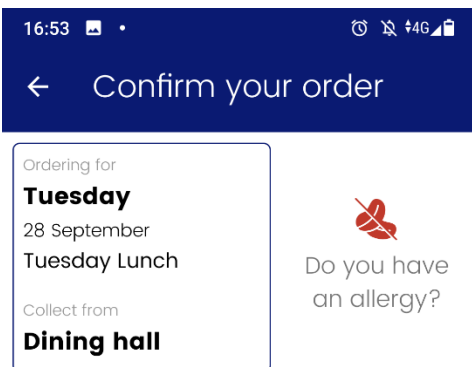 16:53
4G
Confirm your order
Ordering for
Tuesday
28 September
Tuesday Lunch
Collect from
Dining hall
Do you have
an allergy?